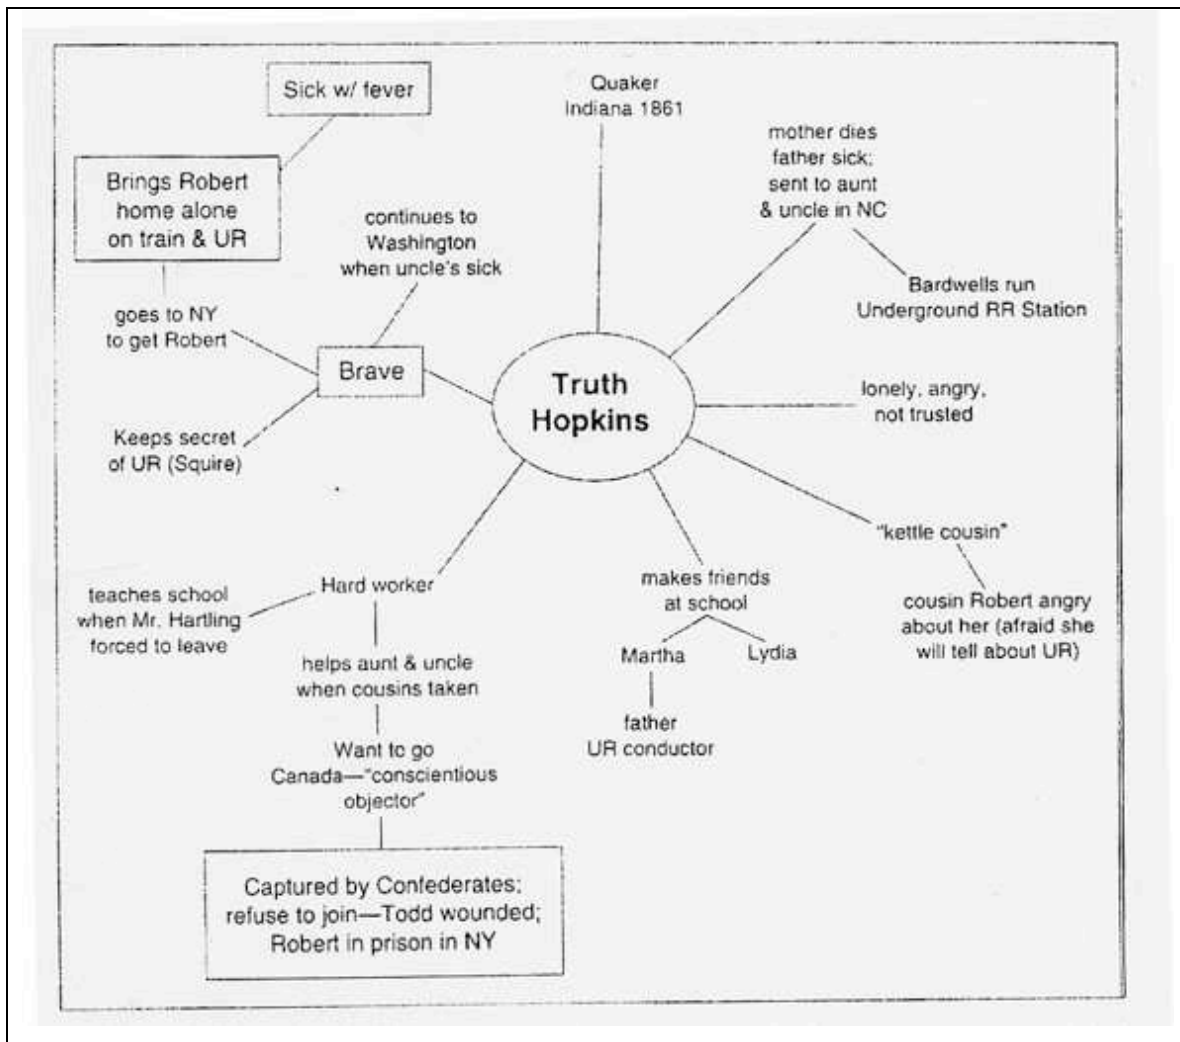 Sick w/ fever
Quaker
Indiana 1861
mother dies
father sick;
sent to aunt
& uncle in NC
Brings Robert
home alone
on train & UR
continues to
Washington
when uncle's sick
Bardwells run
Underground RR Station
goes to NY
to get Robert
Brave
Truth
Hopkins
lonely, angry,
not trusted
Keeps secret
of UR (Squire)
"kettle cousin"
cousin Robert angry
about her (afraid she
will tell about UR)
makes friends
at school
Martha
Lydia
father
UR conductor
Hard worker
teaches school
when Mr. Hartling
forced to leave
helps aunt & uncle
when cousins taken
Want to go
Canada—"conscientious
objector"
Captured by Confederates;
refuse to join—Todd wounded;
Robert in prison in NY